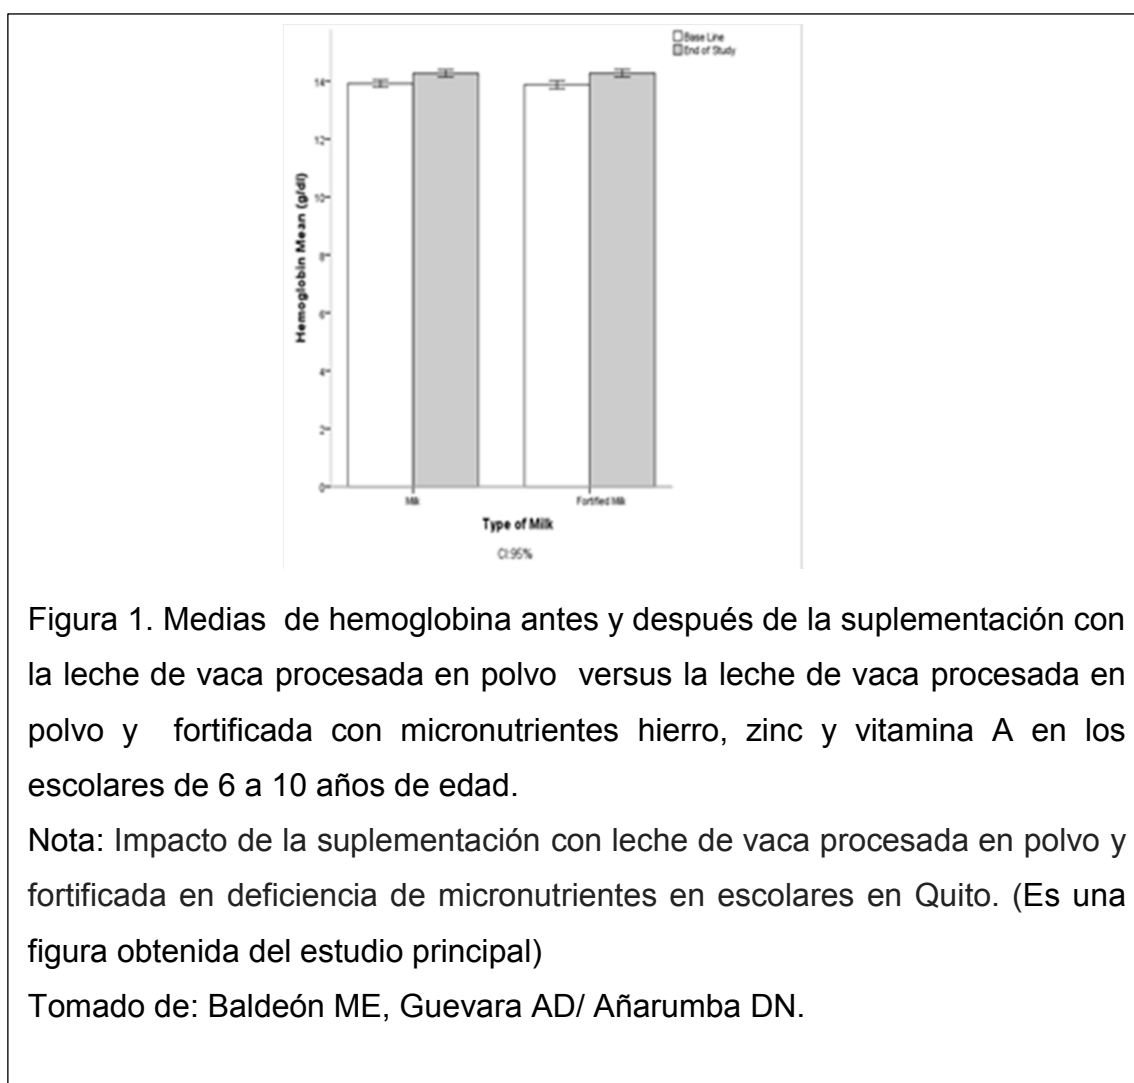 Base Line
End of Study
14
12
10
8
6
4
2
0
Hemoglobin Mean (g/dl)
Milk
Fortified Milk
Type of Milk
CI:95%
Figura 1. Medias de hemoglobina antes y después de la suplementación con
la leche de vaca procesada en polvo versus la leche de vaca procesada en
polvo y fortificada con micronutrientes hierro, zinc y vitamina A en los
escolares de 6 a 10 años de edad.
Nota: Impacto de la suplementación con leche de vaca procesada en polvo y
fortificada en deficiencia de micronutrientes en escolares en Quito. (Es una
figura obtenida del estudio principal)
Tomado de: Baldeón ME, Guevara AD/ Añarumba DN.